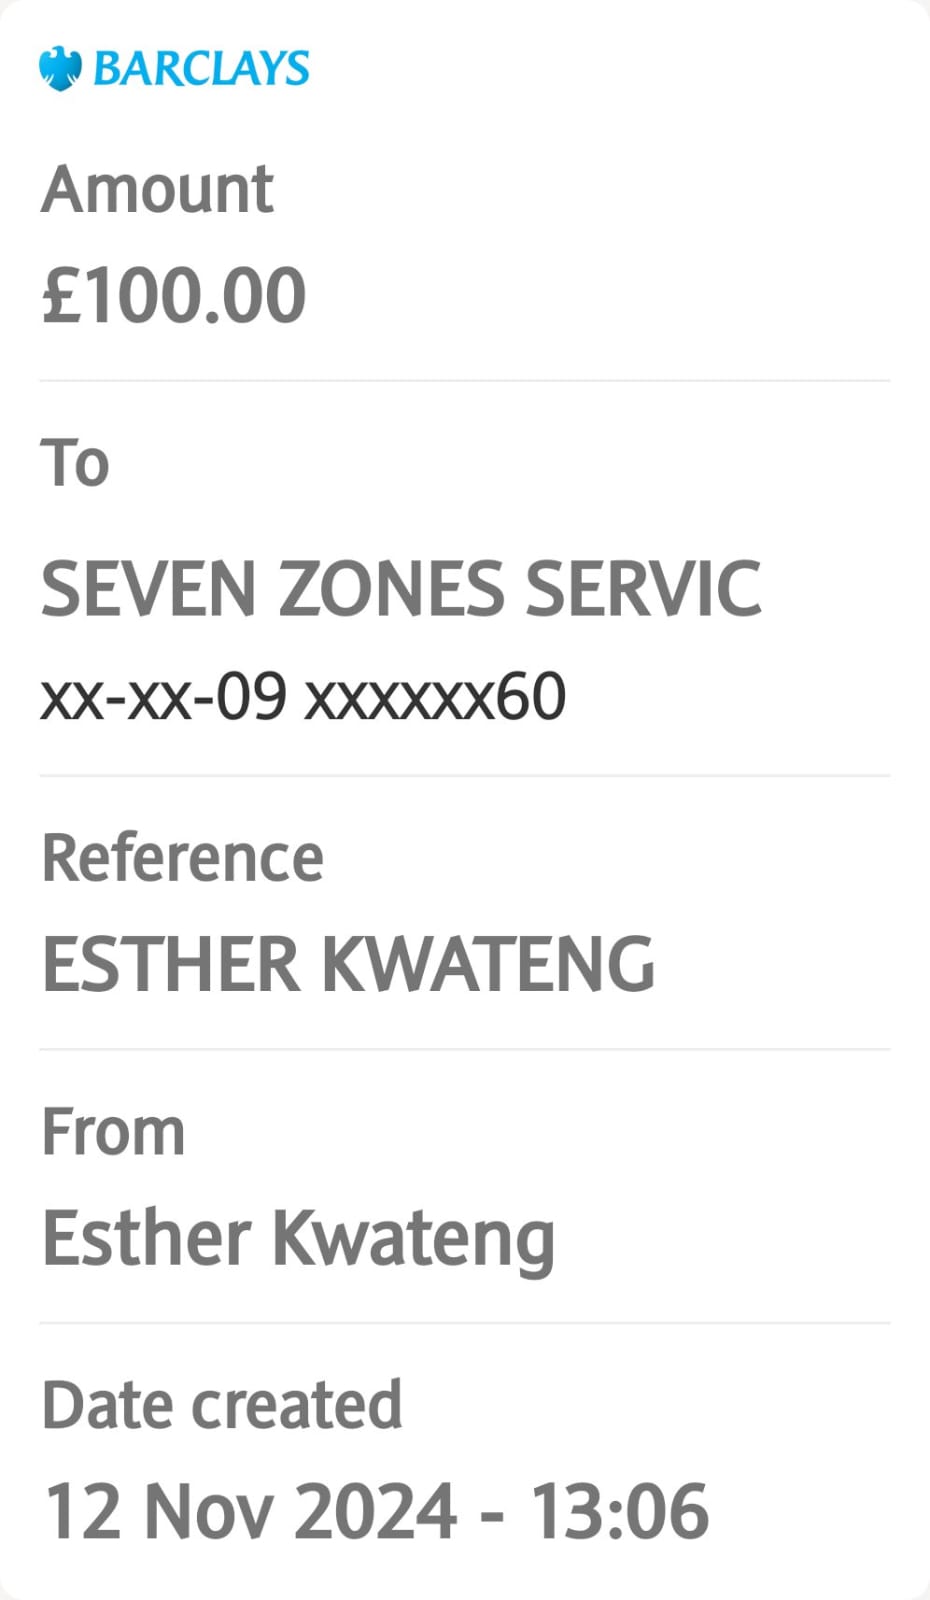 BARCLAYS
Amount
£100.00
To
SEVEN ZONES SERVIC
xx-xx-09 xxxxxx60
Reference
ESTHER KWATENG
From
Esther Kwateng
Date created
12 Nov 2024 - 13:06